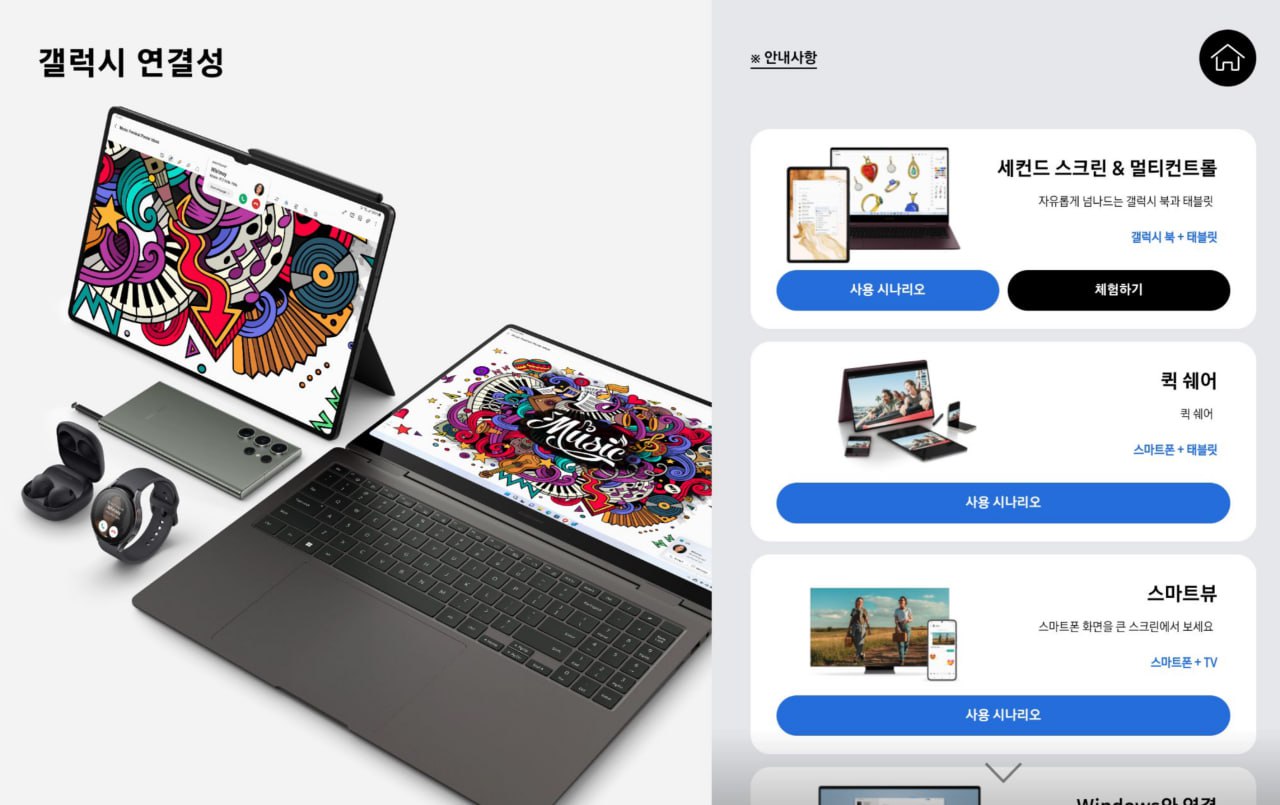 갤럭시 연결성
Music
※ 안내사항
세컨드 스크린 & 멀티컨트롤
자유롭게 넘나드는 갤럭시 북과 태블릿
갤럭시 북 + 태블릿
사용 시나리오
체험하기
퀵 쉐어
퀵 쉐어
스마트폰 + 태블릿
사용 시나리오
스마트뷰
스마트폰 화면을 큰 스크린에서 보세요
스마트폰 + TV
사용 시나리오
Windows와 연결